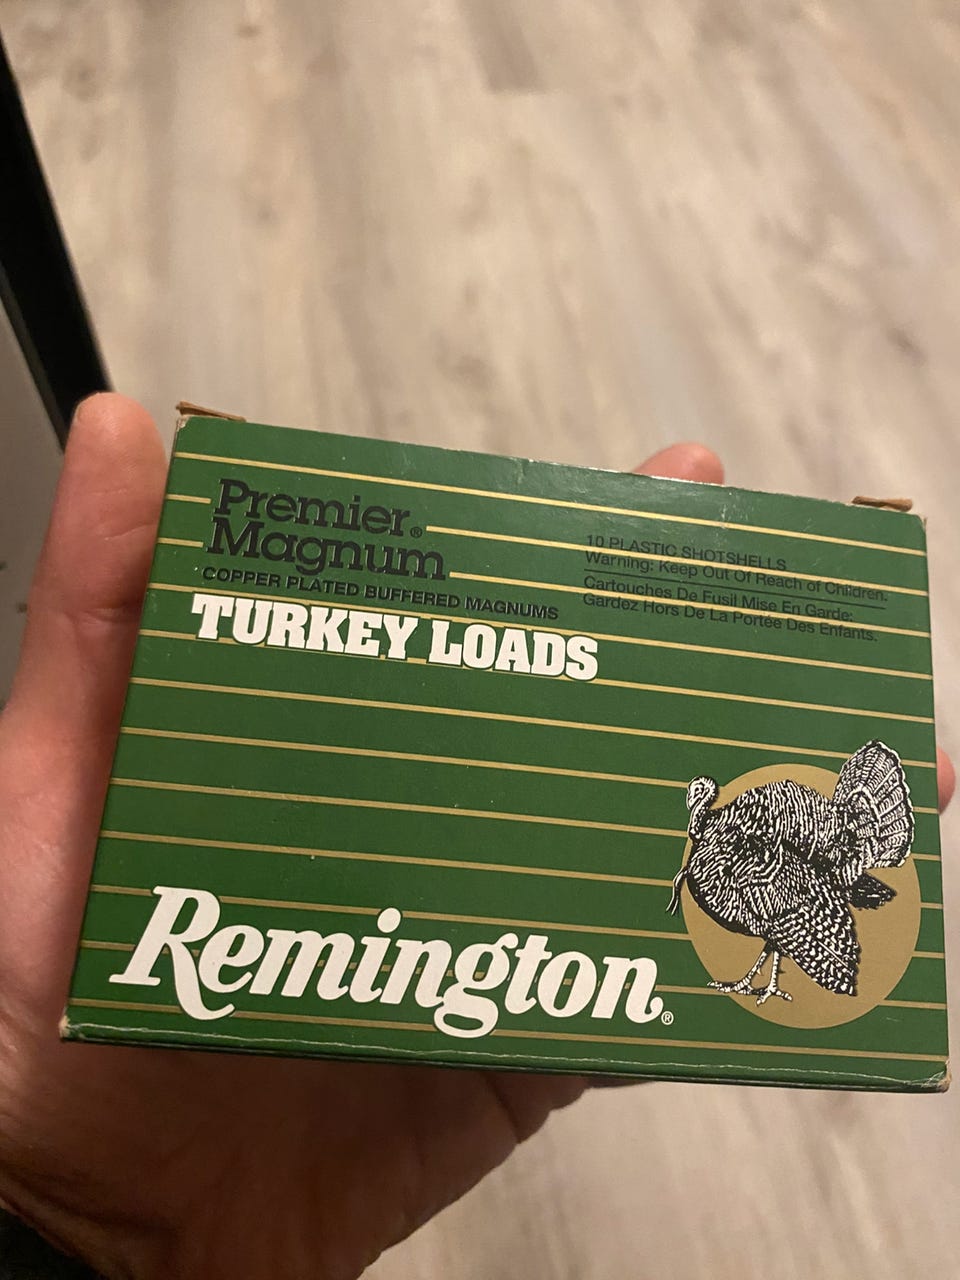 Premier®
Magnum
COPPER PLATED BUFFERED MAGNUMS
TURKEY LOADS
10 PLASTIC SHOTSHELLS
Warning: Keep Out Of Reach of Children.
Cartouches De Fusil Mise En Garde:
Gardez Hors De La Portée Des Enfants.
Remington®